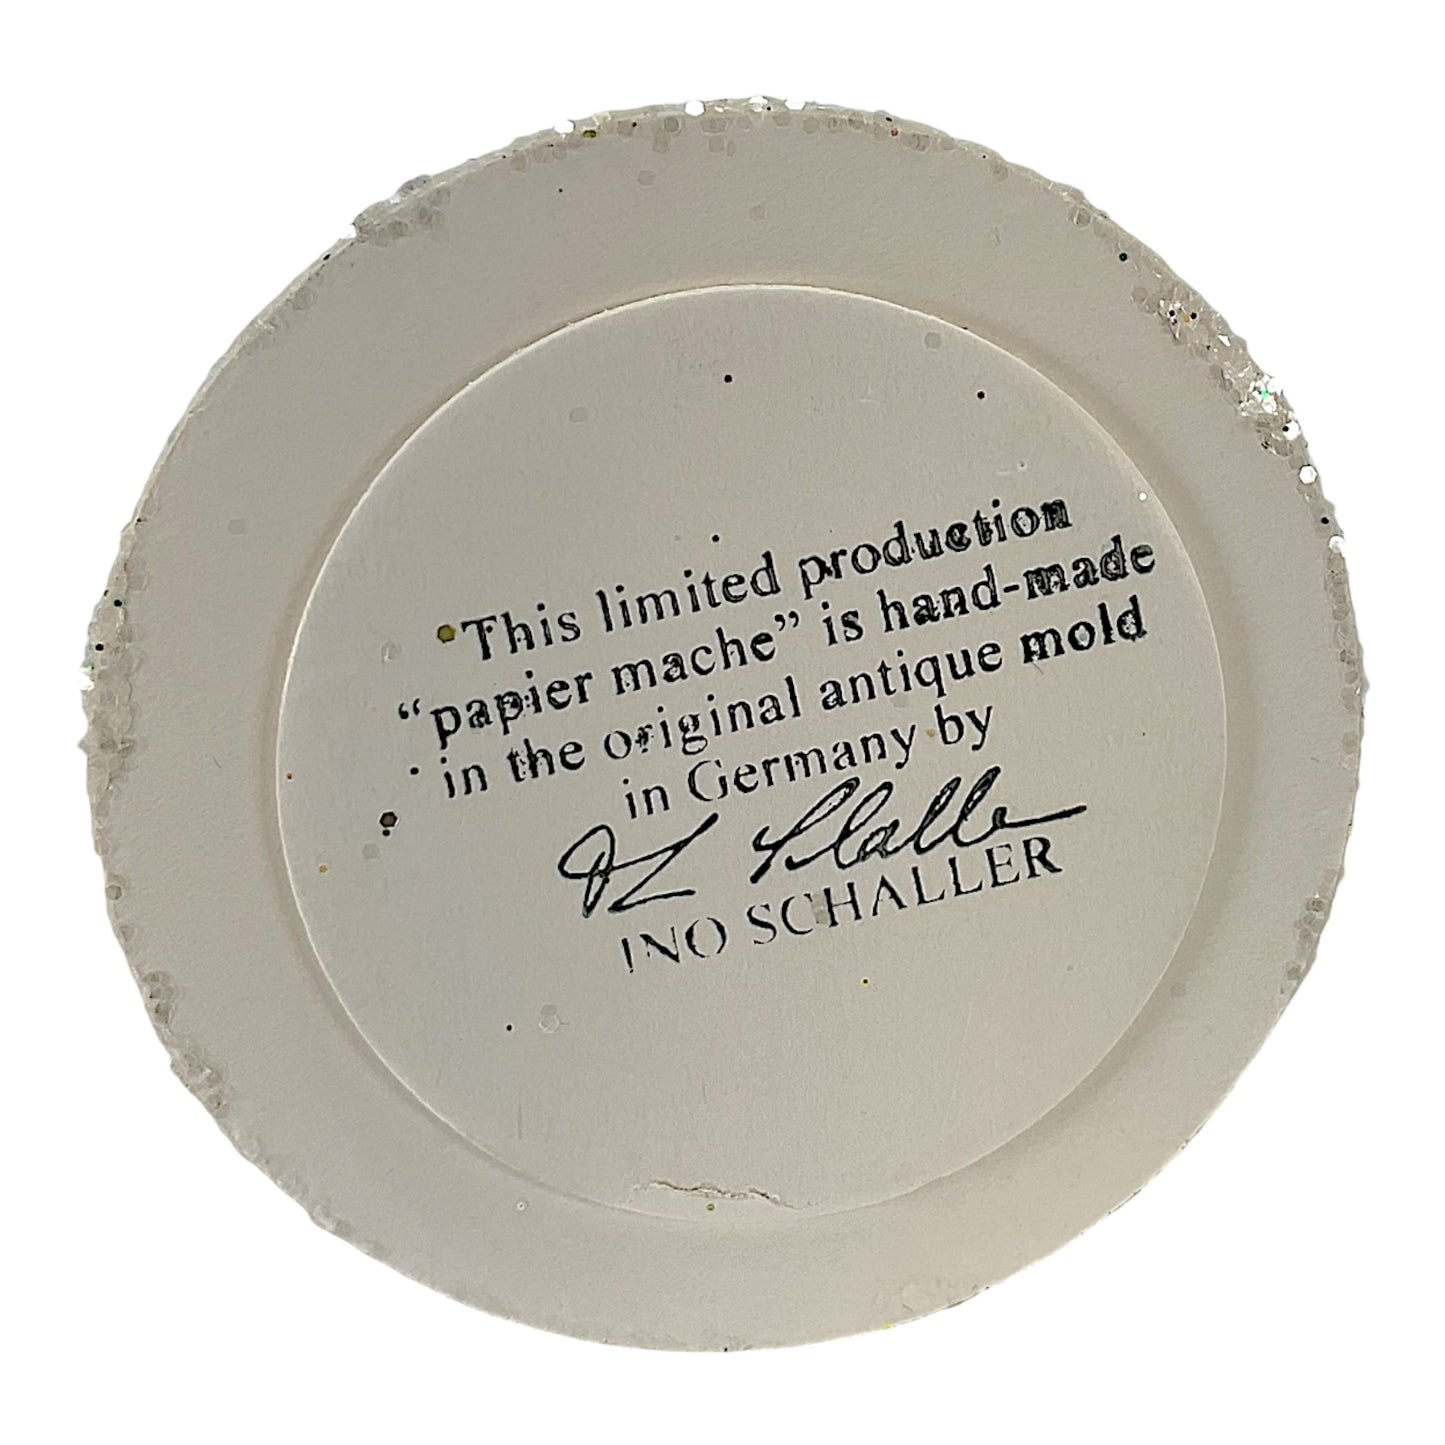 This limited production
“papier mache” is hand-made
in the original antique mold
in Germany by
INO SCHALLER